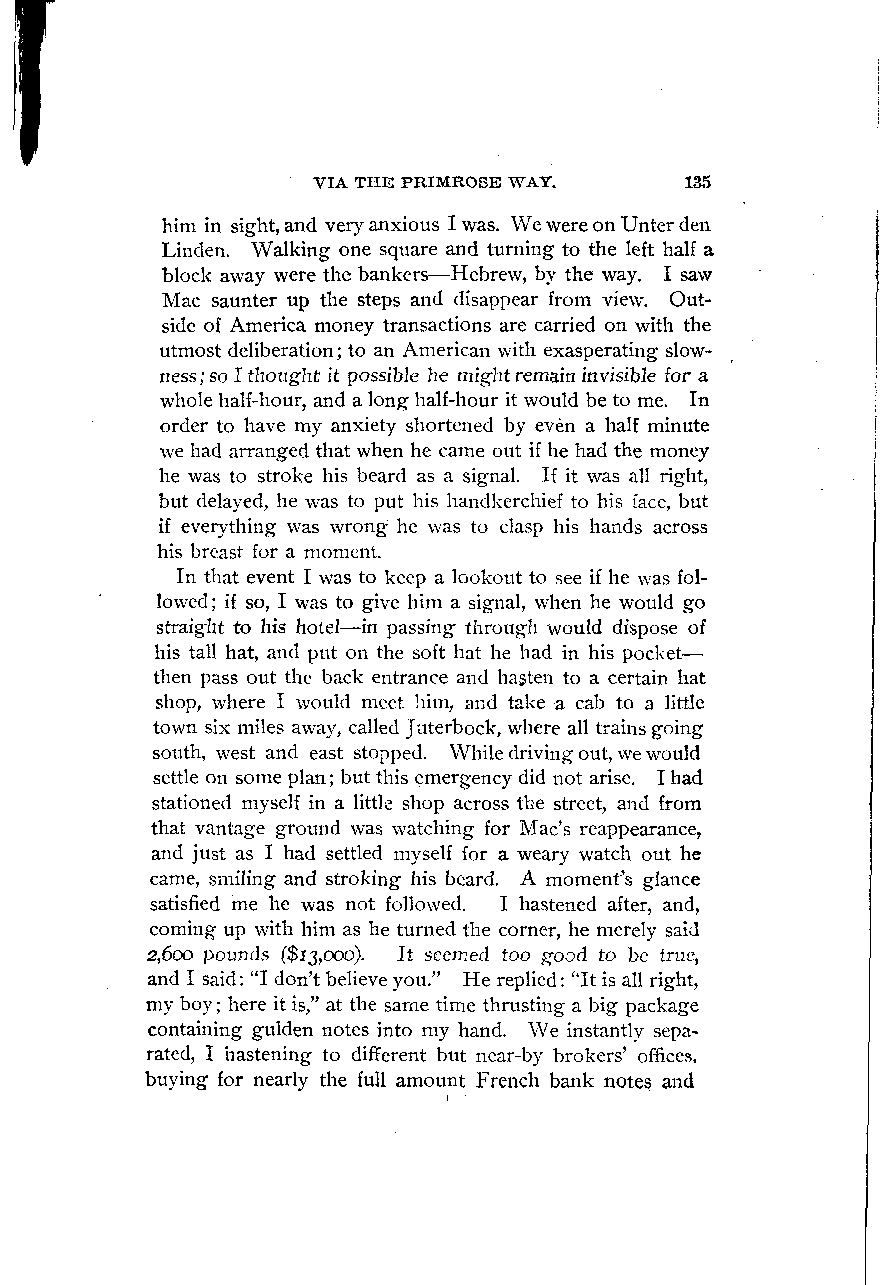 VIA THE PRIMROSE WAY. 135
him in sight, and very anxious I was. We were on Unter den
Linden. Walking one square and turning to the left half a
block away were the bankers—Hebrew, by the way. I saw
Mac saunter up the steps and disappear from view. Out-
side of America money transactions are carried on with the
utmost deliberation; to an American with exasperating slow-
ness; so I thought it possible he might remain invisible for a
whole half-hour, and a long half-hour it would be to me. In
order to have my anxiety shortened by even a half minute
we had arranged that when he came out if he had the money
he was to stroke his beard as a signal. If it was all right,
but delayed, he was to put his handkerchief to his face, but
if everything was wrong he was to clasp his hands across
his breast for a moment.
In that event I was to keep a lookout to see if he was fol-
lowed; if so, I was to give him a signal, when he would go
straight to his hotel—in passing through would dispose of
his tall hat, and put on the soft hat he had in his pocket—
then pass out the back entrance and hasten to a certain hat
shop, where I would meet him, and take a cab to a little
town six miles away, called Juterbock, where all trains going
south, west and east stopped. While driving out, we would
settle on some plan; but this emergency did not arise. I had
stationed myself in a little shop across the street, and from
that vantage ground was watching for Mac's reappearance,
and just as I had settled myself for a weary watch out he
came, smiling and stroking his beard. A moment's glance
satisfied me he was not followed. I hastened after, and,
coming up with him as he turned the corner, he merely said
2,600 pounds ($13,000). It seemed too good to be true,
and I said: "I don't believe you." He replied: "It is all right,
my boy; here it is," at the same time thrusting a big package
containing gulden notes into my hand. We instantly sepa-
rated, I hastening to different but near-by brokers' offices,
buying for nearly the full amount French bank notes and